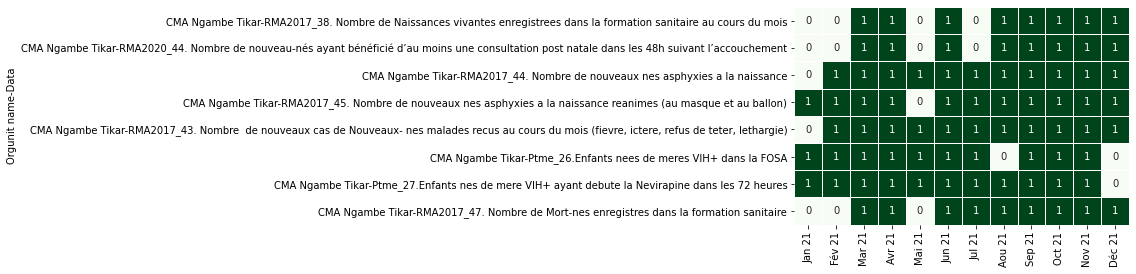 Orgunit name-Data
CMA Ngambe Tikar-RMA2017_38. Nombre de Naissances vivantes enregistrees dans la formation sanitaire au cours du mois 0 0 1 1 0 1 0 1 1 1 1 1
CMA Ngambe Tikar-RMA2020_44. Nombre de nouveau-nés ayant bénéficié d’au moins une consultation post natale dans les 48h suivant l’accouchement 0 0 1 1 0 1 0 1 1 1 1 1
CMA Ngambe Tikar-RMA2017_44. Nombre de nouveaux nes asphyxies a la naissance 0 1 1 1 1 1 1 1 1 1 1 1
CMA Ngambe Tikar-RMA2017_45. Nombre de nouveaux nes asphyxies a la naissance reanimes (au masque et au ballon) 1 1 1 1 0 1 1 1 1 1 1 1
CMA Ngambe Tikar-RMA2017_43. Nombre  de nouveaux cas de Nouveaux- nes malades recus au cours du mois (fievre, ictere, refus de teter, lethargie) 0 1 1 1 1 1 1 1 1 1 1 1
CMA Ngambe Tikar-Ptme_26.Enfants nees de meres VIH+ dans la FOSA 1 1 1 1 1 1 1 0 1 1 1 0
CMA Ngambe Tikar-Ptme_27.Enfants nes de mere VIH+ ayant debute la Nevirapine dans les 72 heures 1 1 1 1 1 1 1 1 1 1 1 0
CMA Ngambe Tikar-RMA2017_47. Nombre de Mort-nes enregistres dans la formation sanitaire 0 0 1 1 0 1 1 1 1 1 1 1
Jan 21 Fév 21 Mar 21 Avr 21 Mai 21 Jun 21 Jul 21 Aou 21 Sep 21 Oct 21 Nov 21 Déc 21